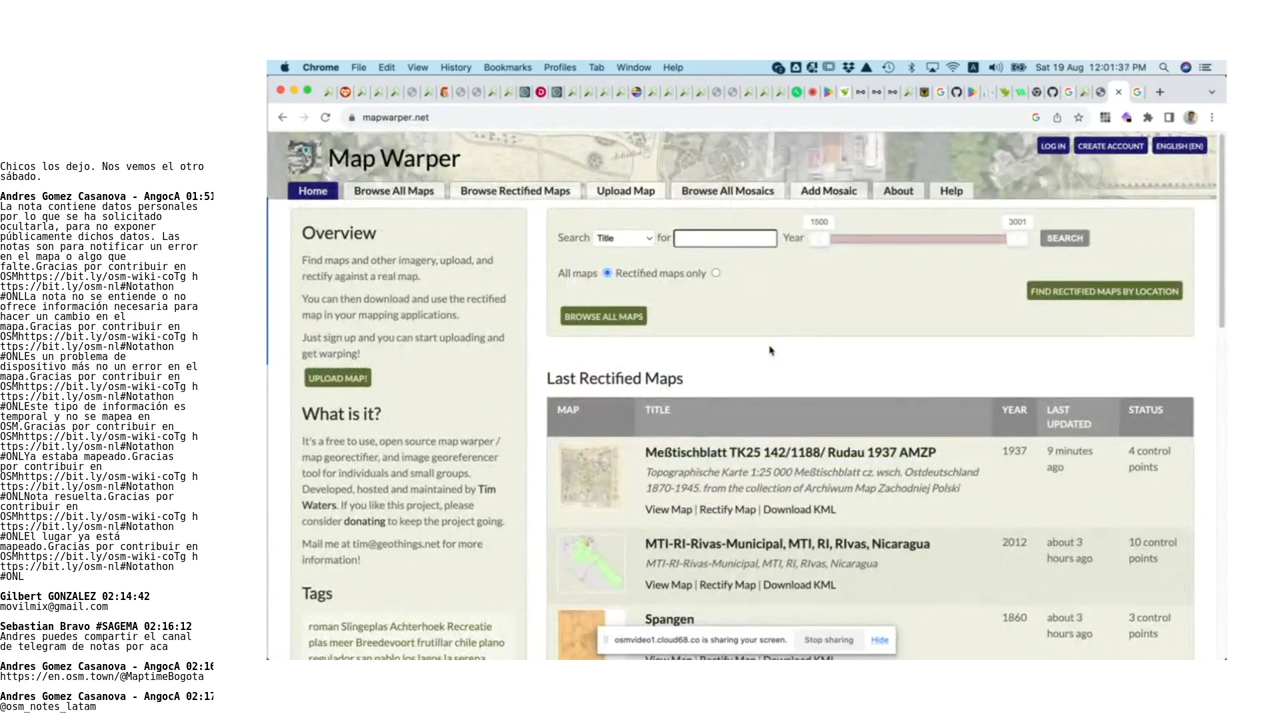 Chicos los dejo. Nos vemos el otro
sábado.
Andres Gomez Casanova - AngocA 01:51
La nota contiene datos personales
por lo que se ha solicitado
ocultarla, para no exponer
públicamente dichos datos. Las
notas son para notificar un error
en el mapa o algo que
falte.Gracias por contribuir en
OSMhttps://bit.ly/osm-wiki-coTg h
ttps://bit.ly/osm-nl#Notathon
#ONLLa nota no se entiende o no
ofrece información necesaria para
hacer un cambio en el
mapa.Gracias por contribuir en
OSMhttps://bit.ly/osm-wiki-coTg h
ttps://bit.ly/osm-nl#Notathon
#ONLEs un problema de
dispositivo más no un error en el
mapa.Gracias por contribuir en
OSMhttps://bit.ly/osm-wiki-coTg h
ttps://bit.ly/osm-nl#Notathon
#ONLEste tipo de información es
temporal y no se mapea en
OSM.Gracias por contribuir en
OSMhttps://bit.ly/osm-wiki-coTg h
ttps://bit.ly/osm-nl#Notathon
#ONLYa estaba mapeado.Gracias
por contribuir en
OSMhttps://bit.ly/osm-wiki-coTg h
ttps://bit.ly/osm-nl#Notathon
#ONLNota resuelta.Gracias por
contribuir en
OSMhttps://bit.ly/osm-wiki-coTg h
ttps://bit.ly/osm-nl#Notathon
#ONLEl lugar ya está
mapeado.Gracias por contribuir en
OSMhttps://bit.ly/osm-wiki-coTg h
ttps://bit.ly/osm-nl#Notathon
#ONL
Gilbert GONZALEZ 02:14:42
movilmix@gmail.com
Sebastian Bravo #SAGEMA 02:16:12
Andres puedes compartir el canal
de telegram de notas por aca
Andres Gomez Casanova - AngocA 02:16
https://en.osm.town/@MaptimeBogota
Andres Gomez Casanova - AngocA 02:17
@osm_notes_latam
Chrome File Edit View History Bookmarks Profiles Tab Window Help Sat 19 Aug 12:01:37 PM
mapwarper.net
Map Warper
LOG IN CREATE ACCOUNT ENGLISH (EN)
Home Browse All Maps Browse Rectified Maps Upload Map Browse All Mosaics Add Mosaic About Help
Overview
Find maps and other imagery, upload, and
rectify against a real map.
You can then download and use the rectified
map in your mapping applications.
Just sign up and you can start uploading and
get warping!
UPLOAD MAP!
What is it?
It's a free to use, open source map warper /
map georectifier, and image georeferencer
tool for individuals and small groups.
Developed, hosted and maintained by Tim
Waters. If you like this project, please
consider donating to keep the project going.
Mail me at tim@geothings.net for more
information!
Tags
roman Slingeplas Achterhoek Recreatie
plas meer Breedevoort frutillar chile plano
regulador san pablo los lagos la serena
1500 3001
Search Title for Year SEARCH
All maps Rectified maps only
FIND RECTIFIED MAPS BY LOCATION
BROWSE ALL MAPS
Last Rectified Maps
MAP TITLE YEAR LAST UPDATED STATUS
Meßtischblatt TK25 142/1188/ Rudau 1937 AMZP 1937 9 minutes ago 4 control points
Topographische Karte 1:25 000 Meßtischblatt cz. wsch. Ostdeutschland
1870-1945. from the collection of Archiwum Map Zachodniej Polski
View Map | Rectify Map | Download KML
MTI-RI-Rivas-Municipal, MTI, RI, RIvas, Nicaragua 2012 about 3 hours ago 10 control points
MTI-RI-Rivas-Municipal, MTI, RI, RIvas, Nicaragua
View Map | Rectify Map | Download KML
Spangen 1860 about 3 hours ago 3 control points
osmvideo1.cloud68.co is sharing your screen. Stop sharing Hide